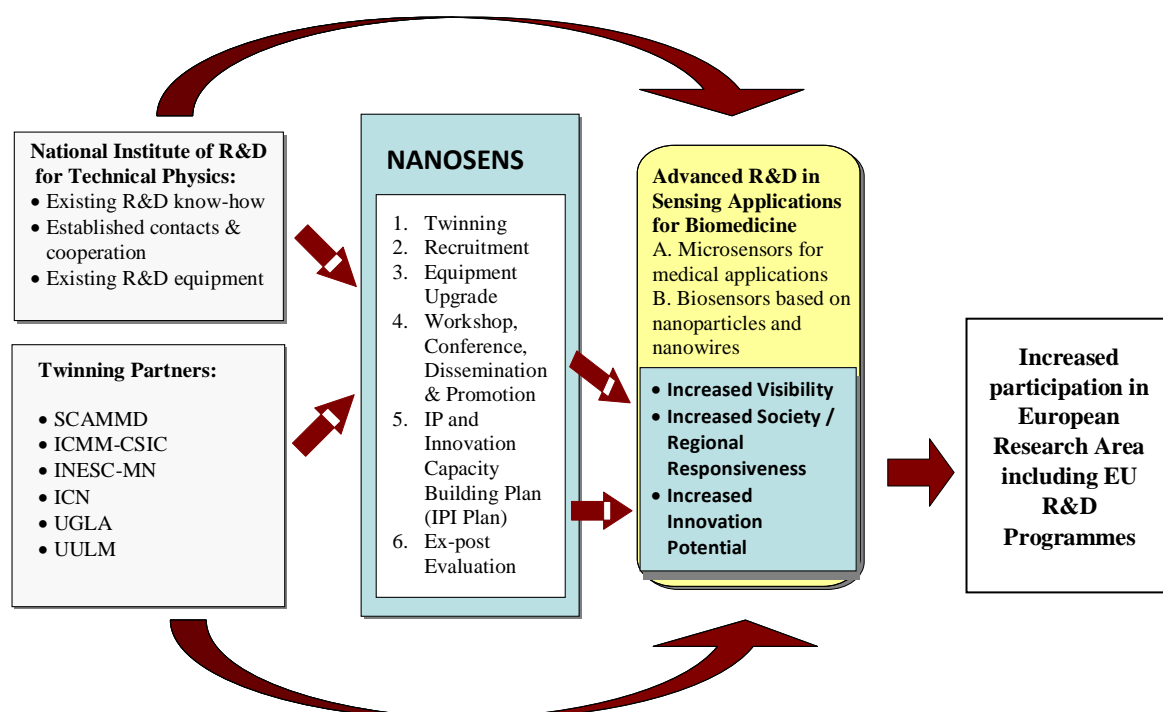 National Institute of R&D
for Technical Physics:
• Existing R&D know-how
• Established contacts &
cooperation
• Existing R&D equipment
Twinning Partners:
• SCAMMD
• ICMM-CSIC
• INESC-MN
• ICN
• UGLA
• UULM
NANOSENS
1. Twinning
2. Recruitment
3. Equipment
Upgrade
4. Workshop,
Conference,
Dissemination
& Promotion
5. IP and
Innovation
Capacity
Building Plan
(IPI Plan)
6. Ex-post
Evaluation
Advanced R&D in
Sensing Applications
for Biomedicine
A. Microsensors for
medical applications
B. Biosensors based on
nanoparticles and
nanowires
• Increased Visibility
• Increased Society /
Regional
Responsiveness
• Increased
Innovation
Potential
Increased
participation in
European
Research Area
including EU
R&D
Programmes